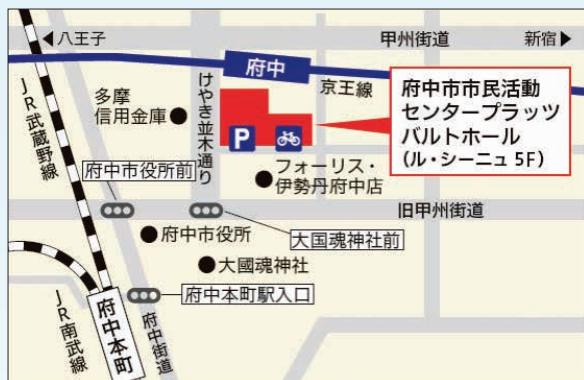 八王子
甲州街道
新宿
府中
京王線
JR武蔵野線
多摩
信用金庫
けやき並木通り
P
府中市市民活動
センタープラッツ
バルトホール
(ル・シーニュ 5F)
府中市役所前
フォーリス・
伊勢丹府中店
旧甲州街道
府中市役所
大国魂神社前
大國魂神社
府中本町駅入口
府中本町
府中街道
JR南武線